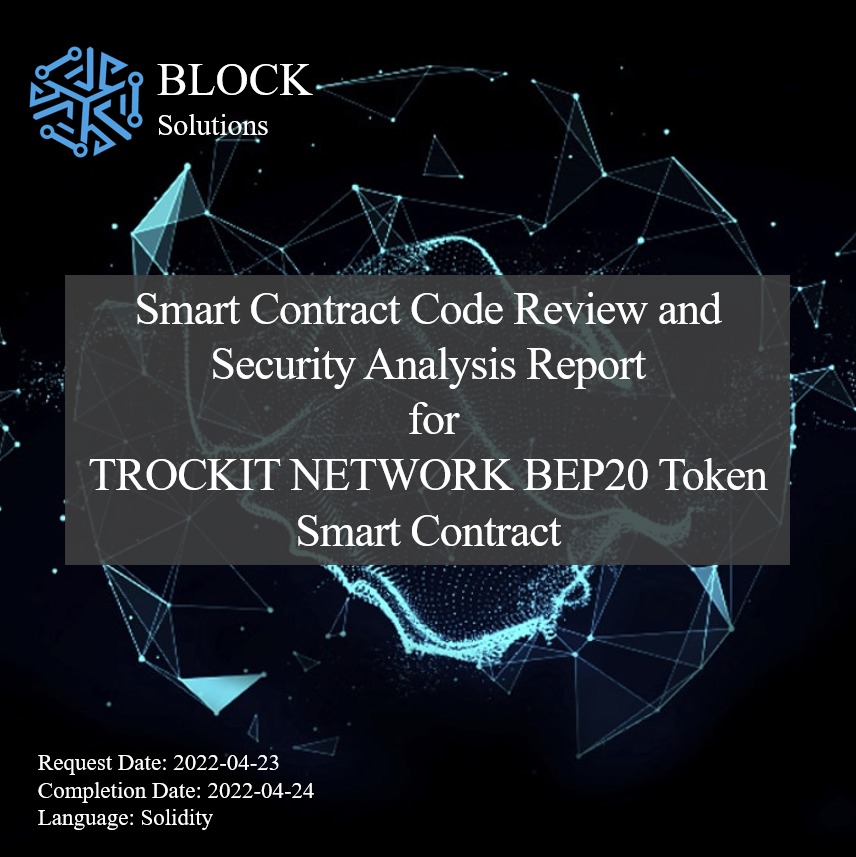 BLOCK
Solutions
Smart Contract Code Review and
Security Analysis Report
for
TROCKIT NETWORK BEP20 Token
Smart Contract
Request Date: 2022-04-23
Completion Date: 2022-04-24
Language: Solidity